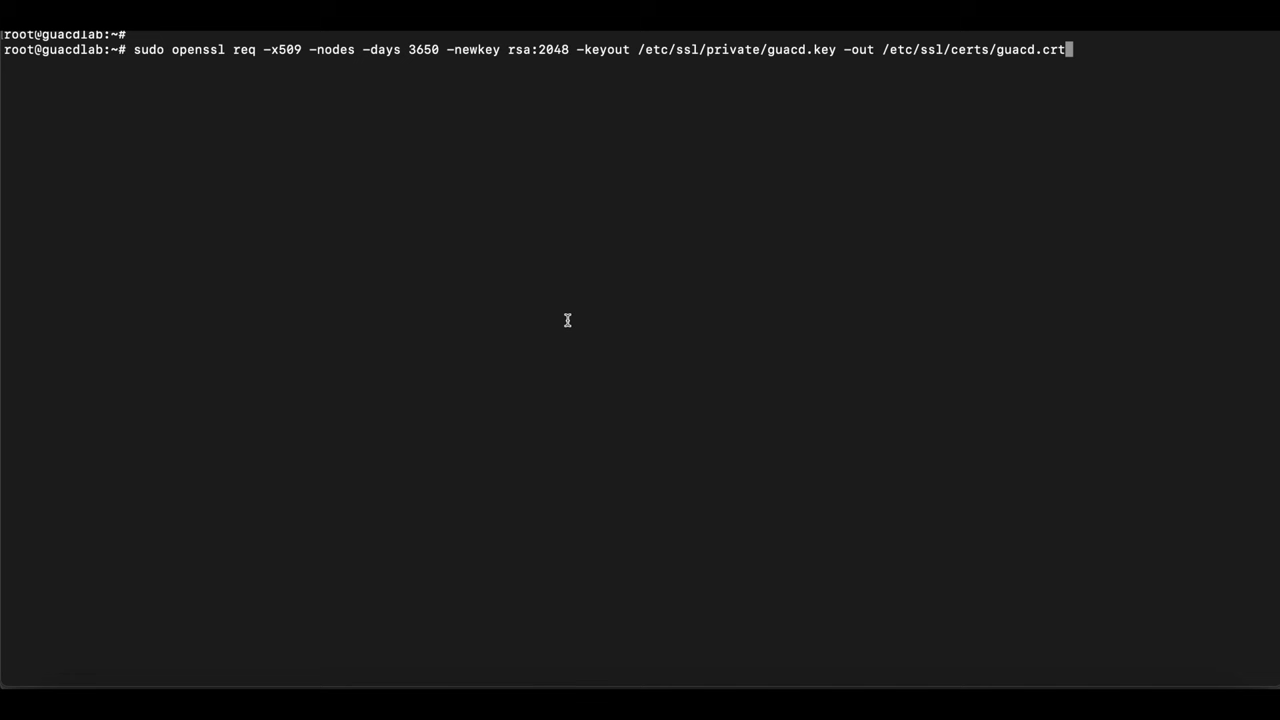 root@guacdlab:~#
root@guacdlab:~# sudo openssl req -x509 -nodes -days 3650 -newkey rsa:2048 -keyout /etc/ssl/private/guacd.key -out /etc/ssl/certs/guacd.crt